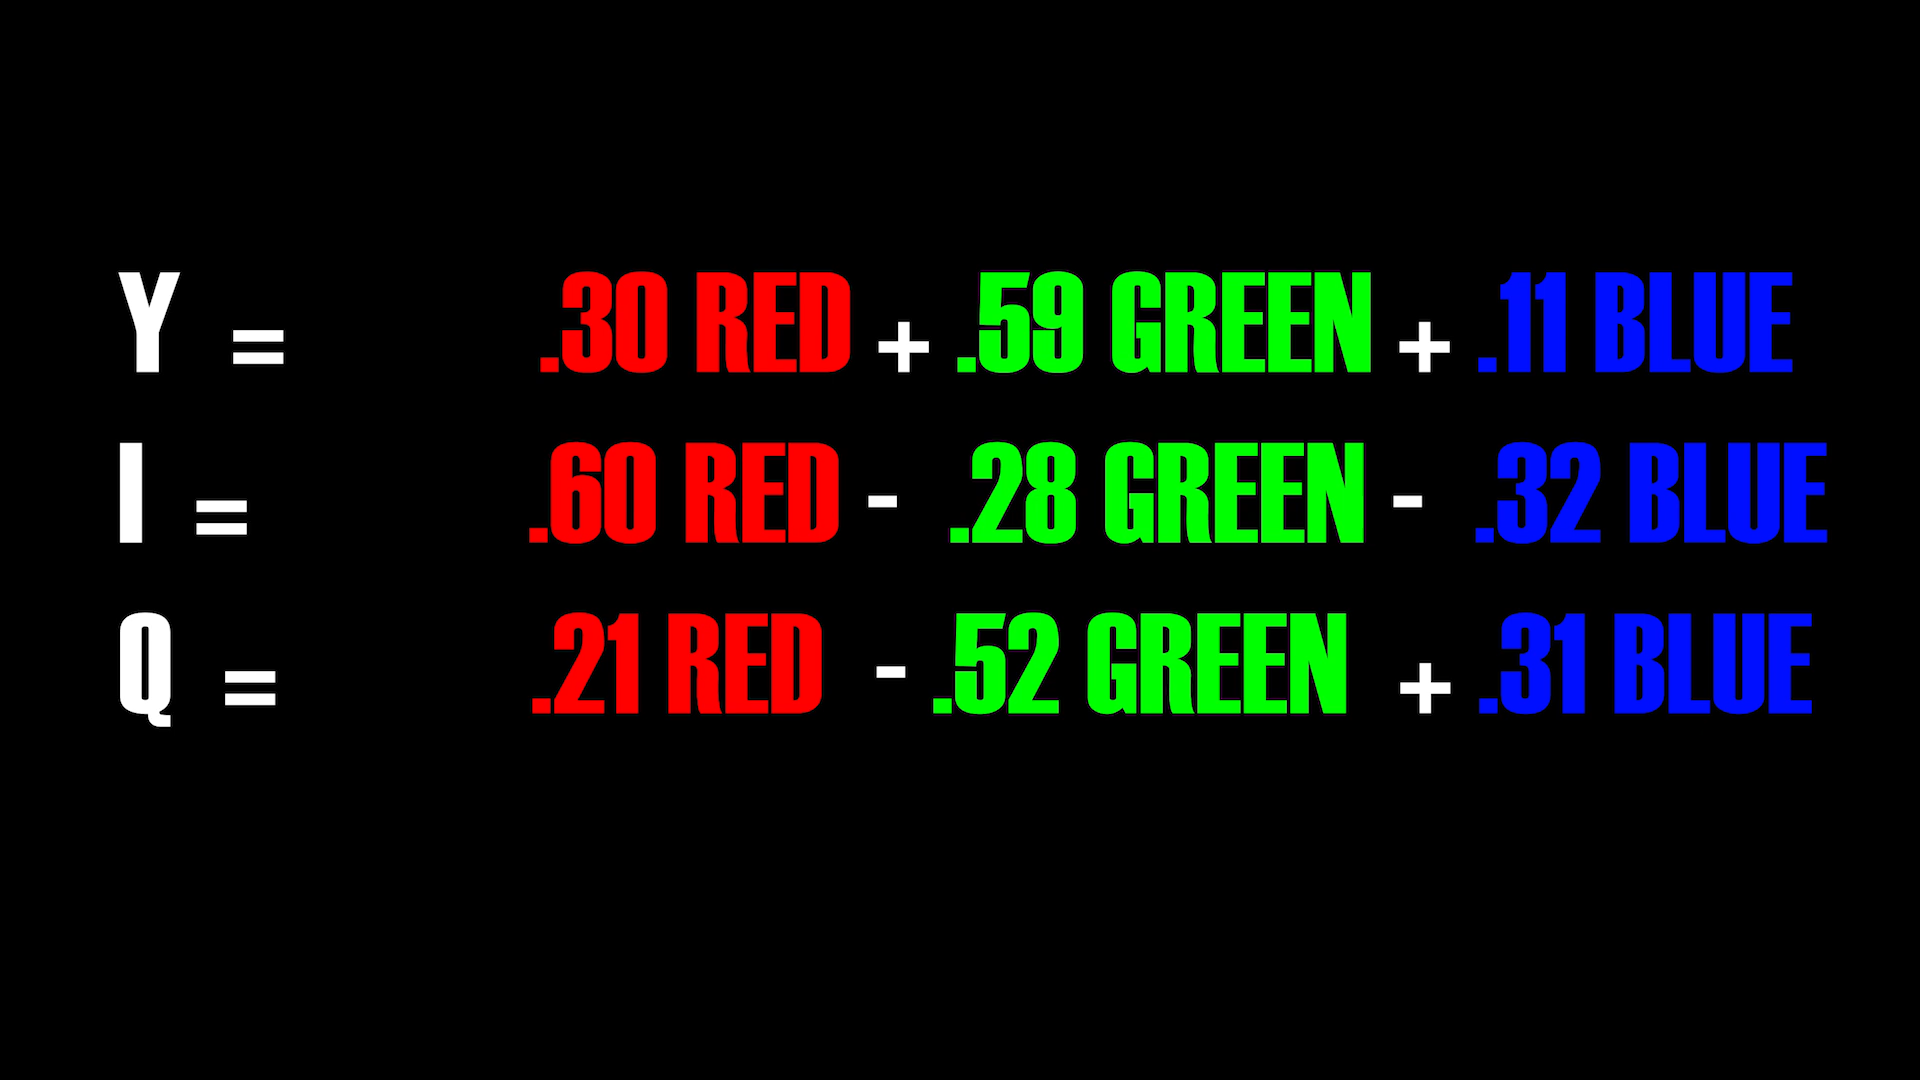 Y = .30 RED + .59 GREEN + .11 BLUE
I = .60 RED - .28 GREEN - .32 BLUE
Q = .21 RED - .52 GREEN + .31 BLUE